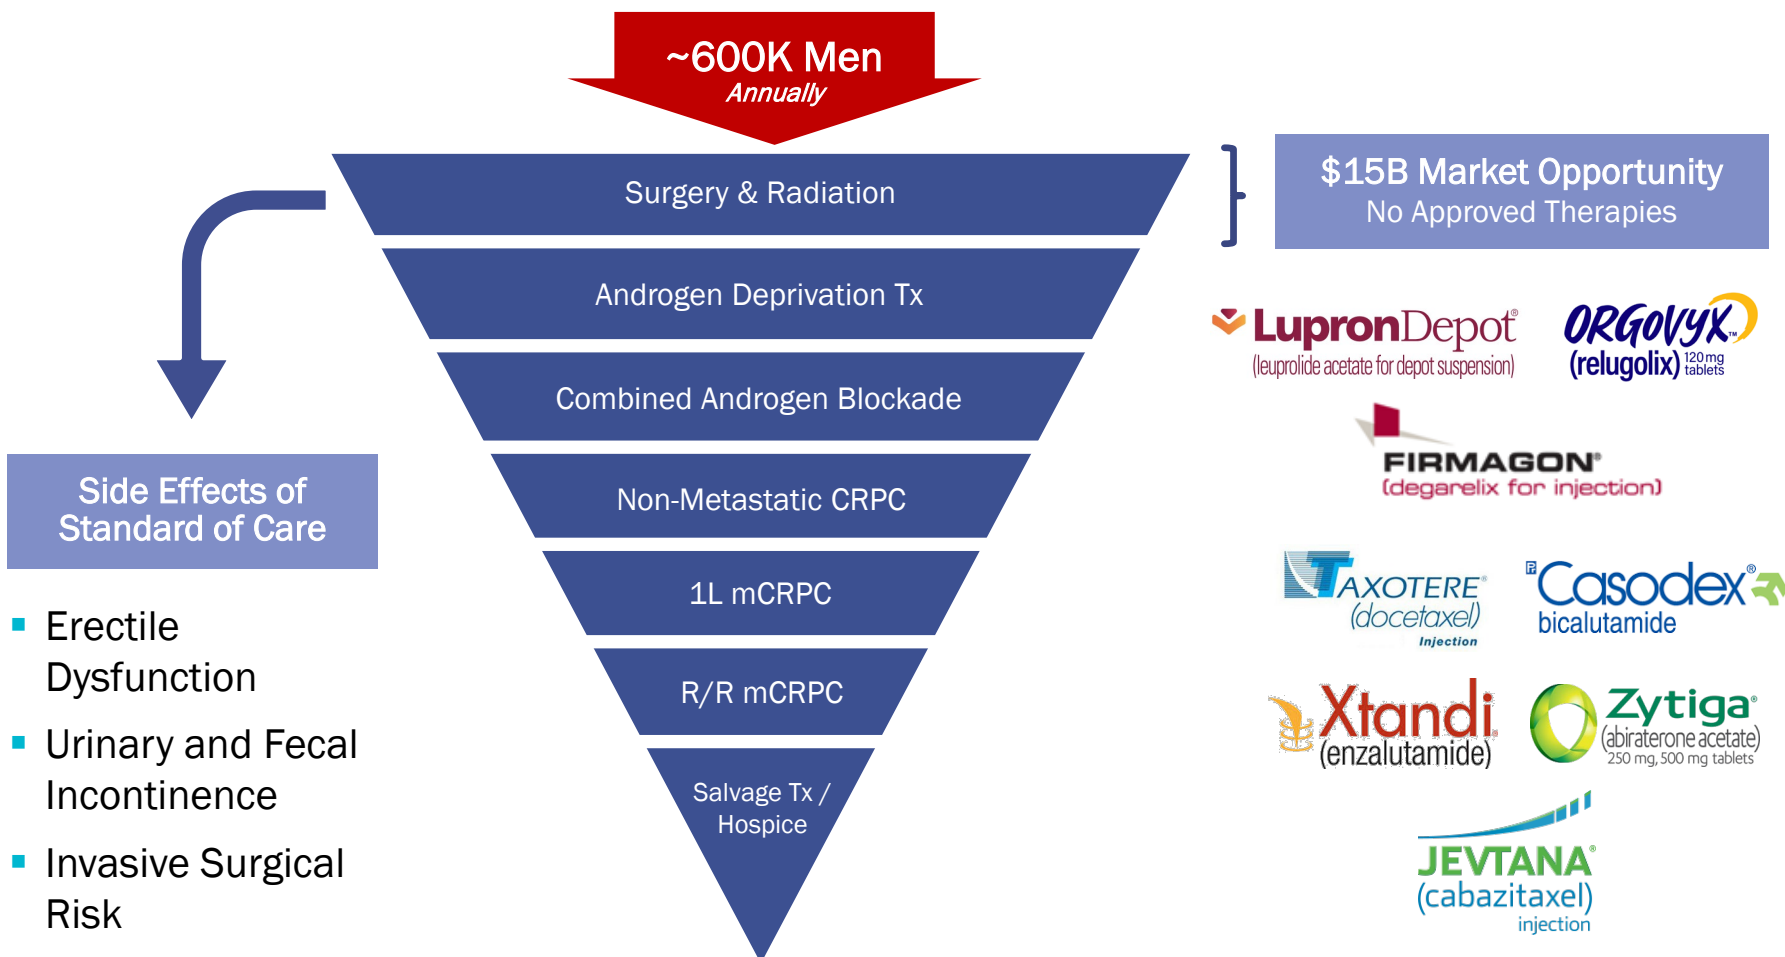 ~600K Men
Annually
Surgery & Radiation
Androgen Deprivation Tx
Combined Androgen Blockade
Non-Metastatic CRPC
1L mCRPC
R/R mCRPC
Salvage Tx /
Hospice
Side Effects of
Standard of Care
▪ Erectile
Dysfunction
▪ Urinary and Fecal
Incontinence
▪ Invasive Surgical
Risk
$15B Market Opportunity
No Approved Therapies
LupronDepot®
(leuprolide acetate for depot suspension)
ORGOVYX™
(relugolix) 120 mg
tablets
FIRMAGON®
(degarelix for injection)
TAXOTERE®
(docetaxel)
Injection
Casodex®
bicalutamide
Xtandi®
(enzalutamide)
Zytiga®
(abiraterone acetate)
250 mg, 500 mg tablets
JEVTANA®
(cabazitaxel)
injection